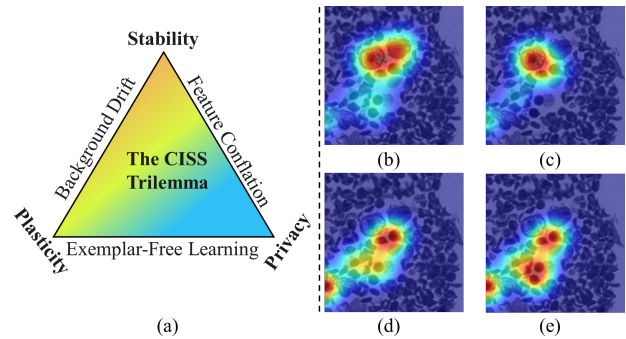 Stability
Background Drift
Feature Conflation
The CISS
Trilemma
Plasticity
Privacy
Exemplar-Free Learning
(a)
(b)
(c)
(d)
(e)